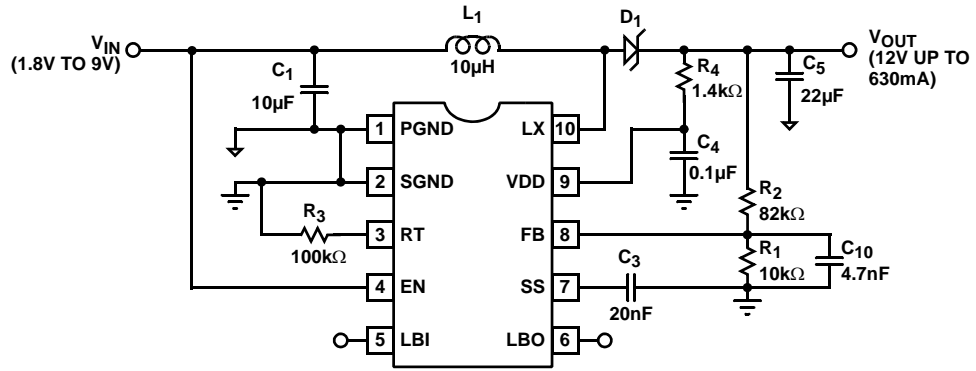 L1
D1
VIN
(1.8V TO 9V)
10µH
VOUT
(12V UP TO
630mA)
C1
10µF
R4
1.4kΩ
C5
22µF
1 PGND LX 10
C4
0.1µF
2 SGND VDD 9
R2
82kΩ
R3
100kΩ
3 RT FB 8
R1
10kΩ
C10
4.7nF
4 EN SS 7
C3
20nF
5 LBI LBO 6